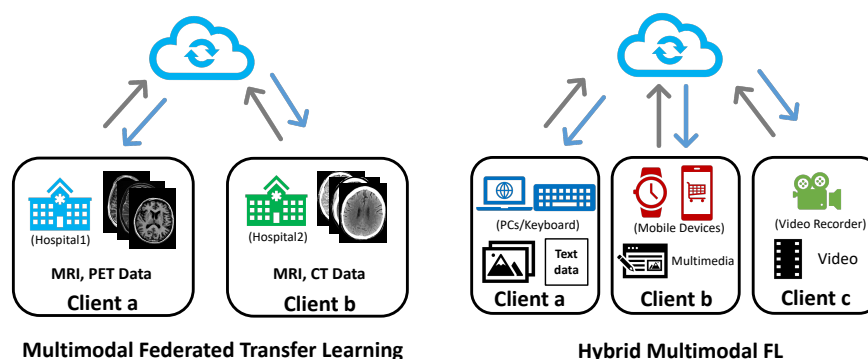 (Hospital1)
MRI, PET Data
Client a
(Hospital2)
MRI, CT Data
Client b
Multimodal Federated Transfer Learning
(PCs/Keyboard)
Text
data
Client a
(Mobile Devices)
Multimedia
Client b
(Video Recorder)
Video
Client c
Hybrid Multimodal FL